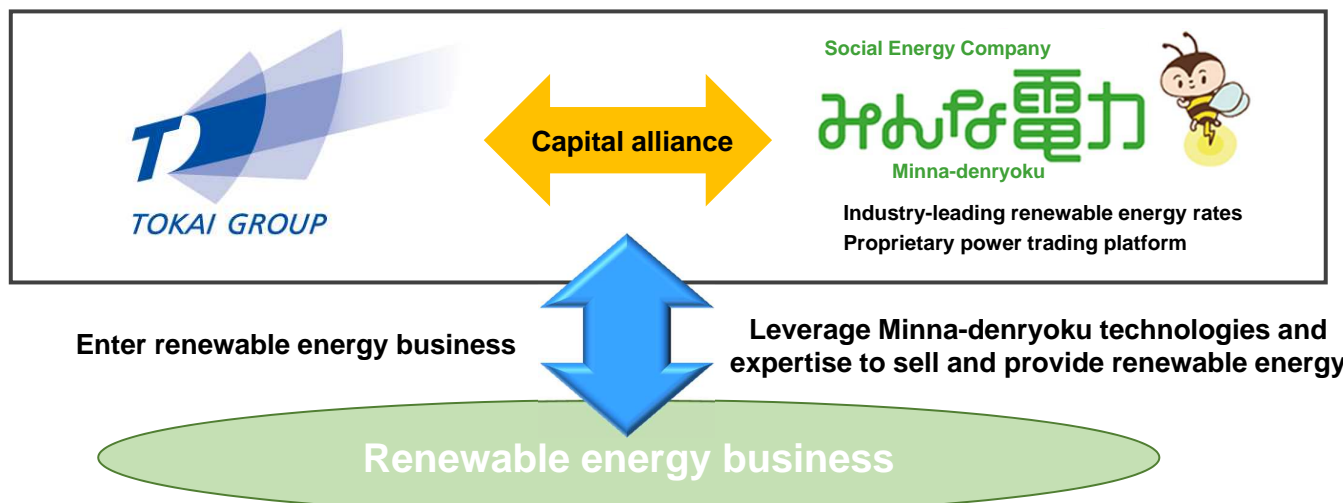 TOKAI GROUP
Capital alliance
Social Energy Company
みんな電力
Minna-denryoku
Industry-leading renewable energy rates
Proprietary power trading platform
Enter renewable energy business
Leverage Minna-denryoku technologies and
expertise to sell and provide renewable energy
Renewable energy business